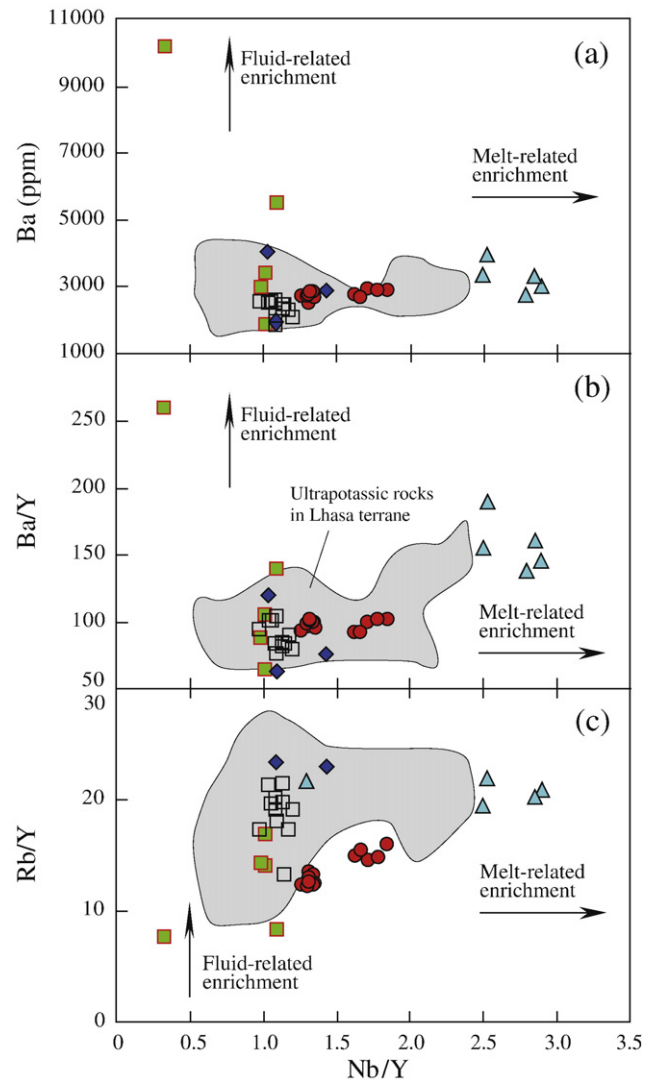 11000
9000
7000
5000
3000
1000
Ba (ppm)
Fluid-related
enrichment
(a)
Melt-related
enrichment
250
200
150
100
50
Ba/Y
Fluid-related
enrichment
(b)
Ultrapotassic rocks
in Lhasa terrane
Melt-related
enrichment
30
20
10
0
Rb/Y
(c)
Melt-related
enrichment
Fluid-related
enrichment
0.0
0.5
1.0
1.5
2.0
2.5
3.0
3.5
Nb/Y